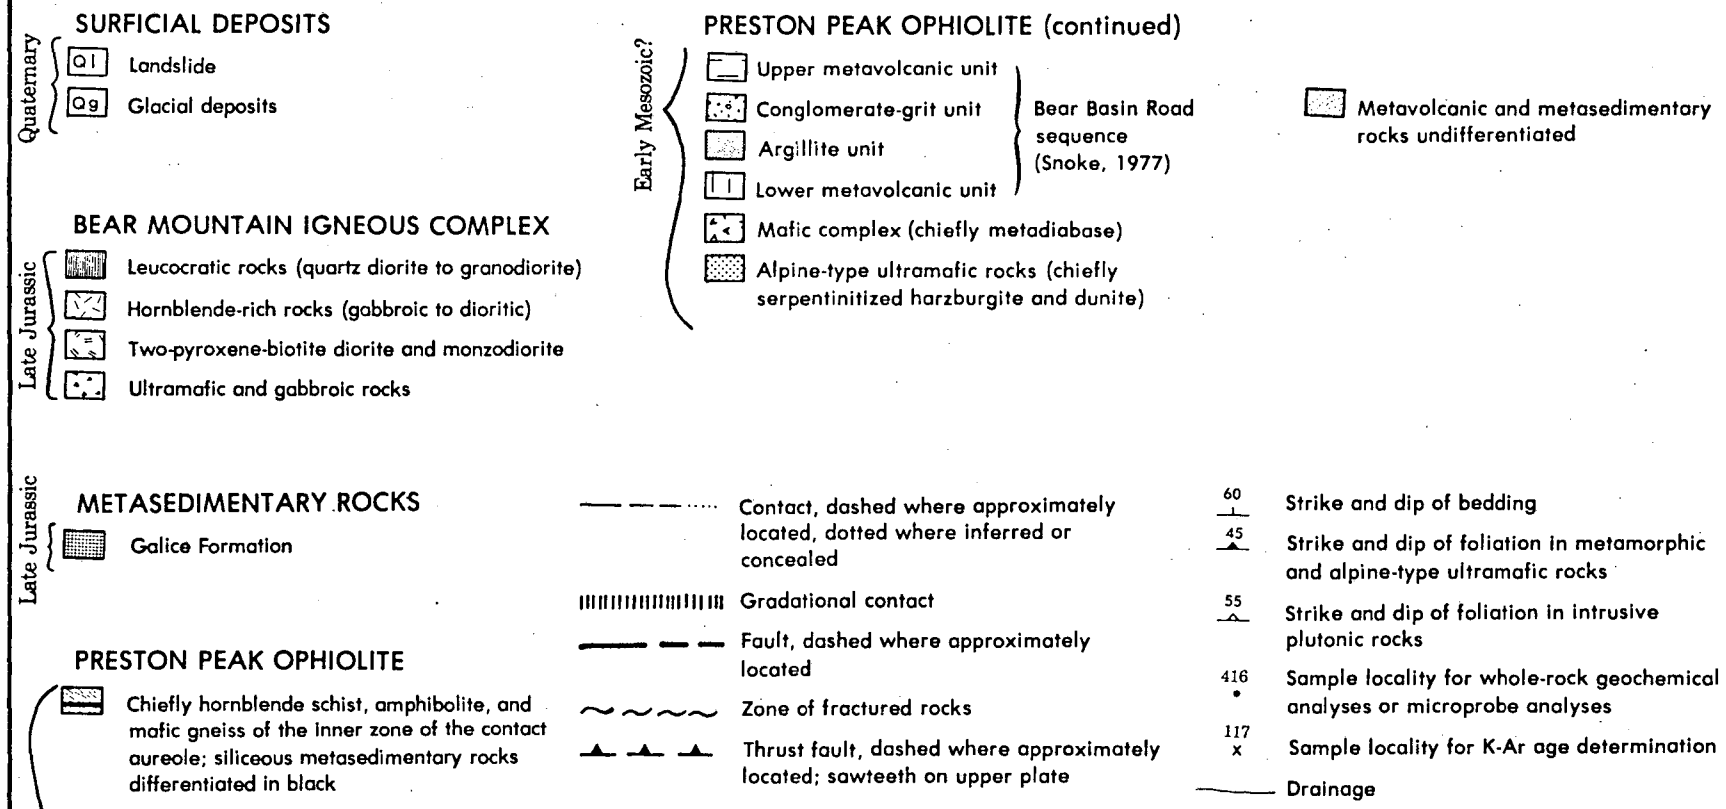 SURFICIAL DEPOSITS
Quaternary
Ql Landslide
Qg Glacial deposits
BEAR MOUNTAIN IGNEOUS COMPLEX
Late Jurassic
Leucocratic rocks (quartz diorite to granodiorite)
Hornblende-rich rocks (gabbroic to dioritic)
Two-pyroxene-biotite diorite and monzodiorite
Ultramafic and gabbroic rocks
METASEDIMENTARY ROCKS
Late Jurassic
Galice Formation
PRESTON PEAK OPHIOLITE
Chiefly hornblende schist, amphibolite, and
mafic gneiss of the inner zone of the contact
aureole; siliceous metasedimentary rocks
differentiated in black
PRESTON PEAK OPHIOLITE (continued)
Early Mesozoic?
Upper metavolcanic unit
Conglomerate-grit unit
Argillite unit
Lower metavolcanic unit
Bear Basin Road
sequence
(Snoke, 1977)
Mafic complex (chiefly metadiabase)
Alpine-type ultramafic rocks (chiefly
serpentinitized harzburgite and dunite)
Metavolcanic and metasedimentary
rocks undifferentiated
Contact, dashed where approximately
located, dotted where inferred or
concealed
Gradational contact
Fault, dashed where approximately
located
Zone of fractured rocks
Thrust fault, dashed where approximately
located; sawteeth on upper plate
60 Strike and dip of bedding
45 Strike and dip of foliation in metamorphic
and alpine-type ultramafic rocks
55 Strike and dip of foliation in intrusive
plutonic rocks
416 Sample locality for whole-rock geochemical
analyses or microprobe analyses
117
x Sample locality for K-Ar age determination
Drainage